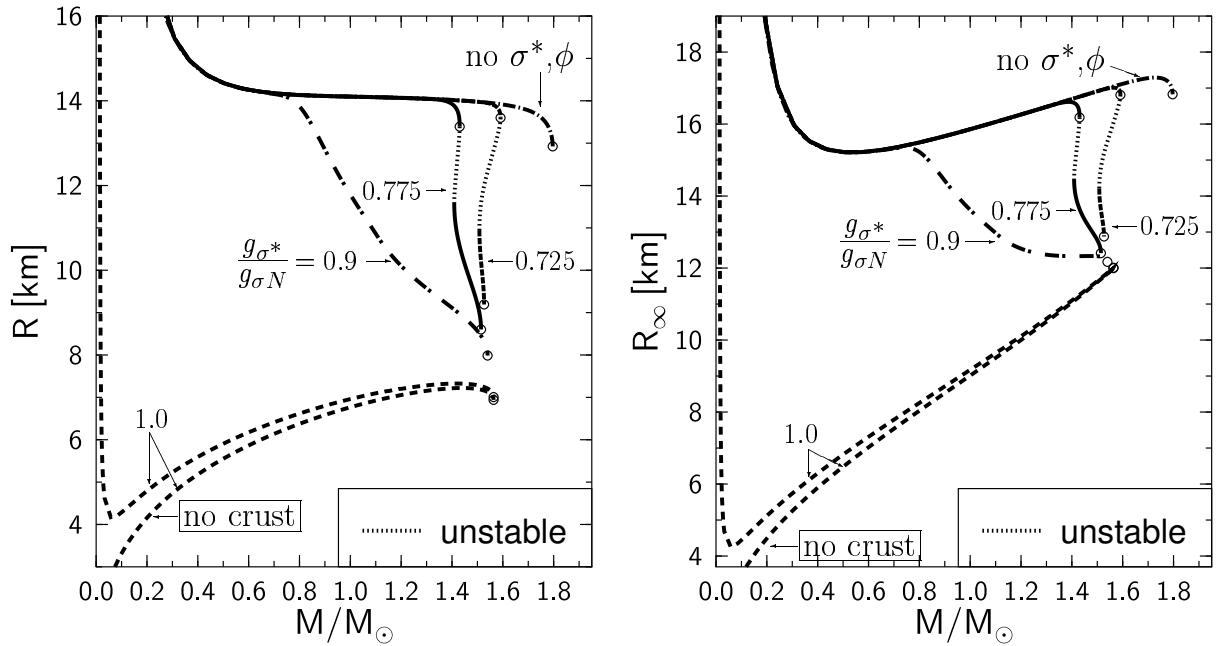 16
14
12
10
8
6
4
R [km]
no σ*,ϕ
0.775
g_σ*/g_σN = 0.9
0.725
1.0
no crust
unstable
0.0 0.2 0.4 0.6 0.8 1.0 1.2 1.4 1.6 1.8
M/M⊙
18
16
14
12
10
8
6
4
R∞ [km]
no σ*,ϕ
0.775
g_σ*/g_σN = 0.9
0.725
1.0
no crust
unstable
0.0 0.2 0.4 0.6 0.8 1.0 1.2 1.4 1.6 1.8
M/M⊙